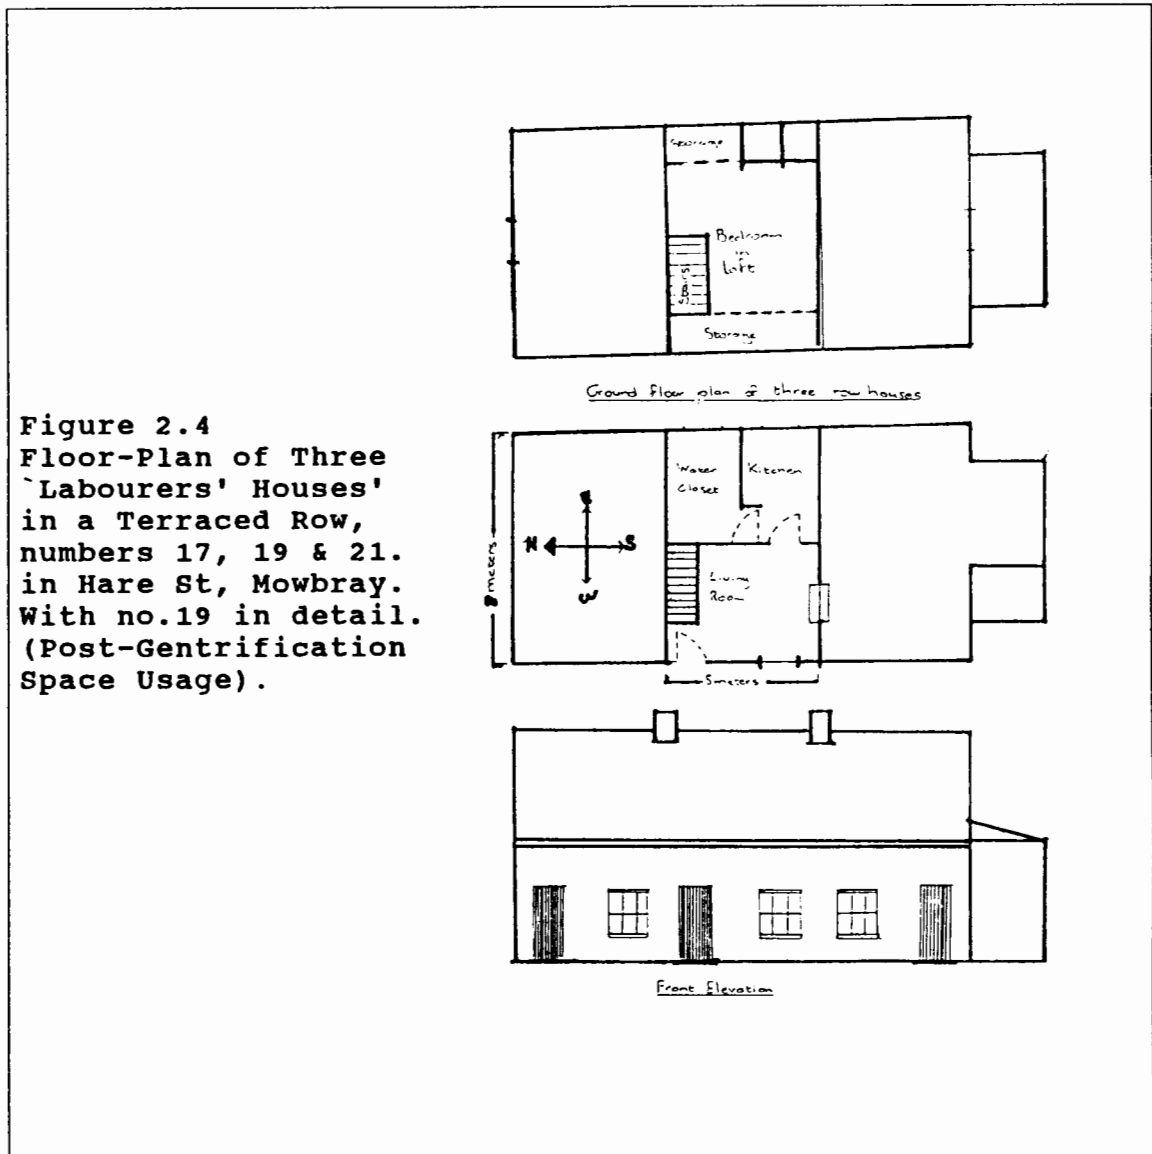 Storage
Bedroom
in
Loft
Stairs
Storage
Ground floor plan of three row houses
Figure 2.4
Floor-Plan of Three
`Labourers' Houses'
in a Terraced Row,
numbers 17, 19 & 21.
in Hare St, Mowbray.
With no.19 in detail.
(Post-Gentrification
Space Usage).
8 meters
N
S
W
Water
Closet
Kitchen
Living
Room
5 meters
Front Elevation